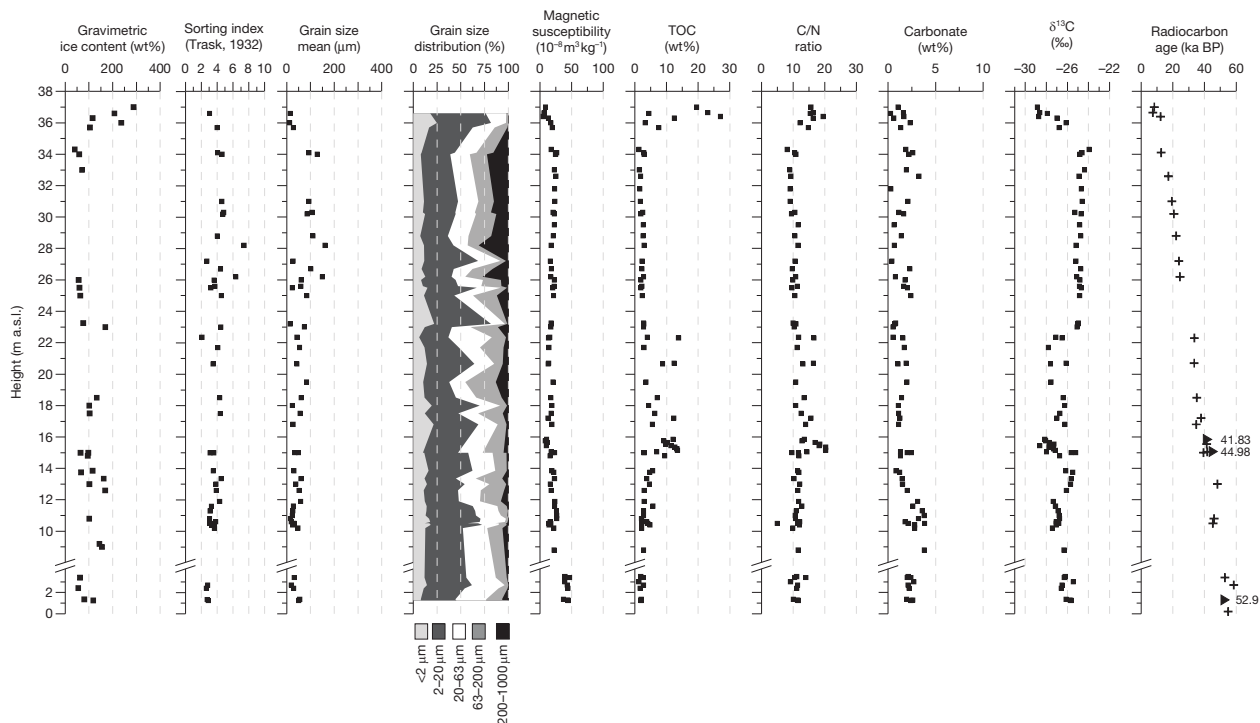 Gravimetric
ice content (wt%)
0 200 400
Sorting index
(Trask, 1932)
0 2 4 6 8 10
Grain size
mean (μm)
0 200 400
Grain size
distribution (%)
0 25 50 75 100
Magnetic
susceptibility
(10⁻⁸m³kg⁻¹)
0 50 100
TOC
(wt%)
0 10 20 30
C/N
ratio
0 10 20 30
Carbonate
(wt%)
0 5 10
δ¹³C
(‰)
−30 −26 −22
Radiocarbon
age (ka BP)
0 10 20 30 40 50 60
Height (m a.s.l.)
38
36
34
32
30
28
26
24
22
20
18
16
14
12
10
2
0
41.83
44.98
52.9
<2 μm
2–20 μm
20–63 μm
63–200 μm
200–1000 μm